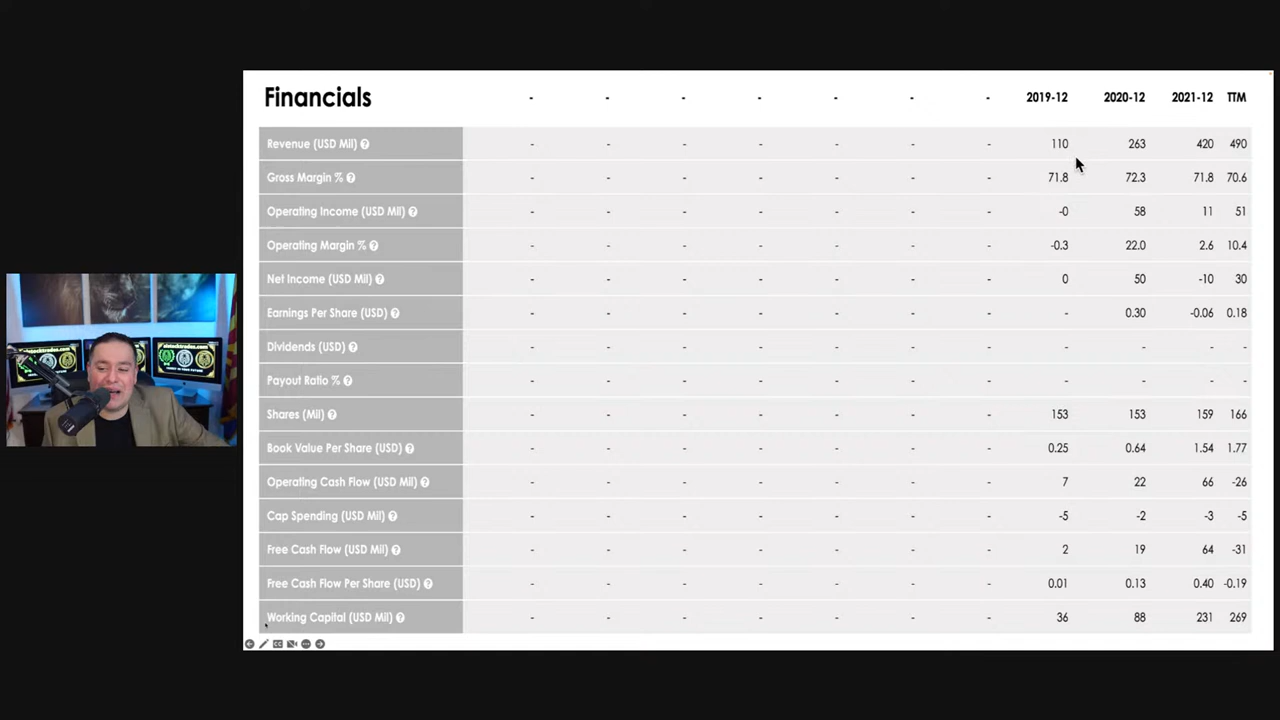 Financials - - - - - - - 2019-12 2020-12 2021-12 TTM
Revenue (USD Mil) - - - - - - - 110 263 420 490
Gross Margin % - - - - - - - 71.8 72.3 71.8 70.6
Operating Income (USD Mil) - - - - - - - -0 58 11 51
Operating Margin % - - - - - - - -0.3 22.0 2.6 10.4
Net Income (USD Mil) - - - - - - - 0 50 -10 30
Earnings Per Share (USD) - - - - - - - - 0.30 -0.06 0.18
Dividends (USD) - - - - - - - - - - -
Payout Ratio % - - - - - - - - - - -
Shares (Mil) - - - - - - - 153 153 159 166
Book Value Per Share (USD) - - - - - - - 0.25 0.64 1.54 1.77
Operating Cash Flow (USD Mil) - - - - - - - 7 22 66 -26
Cap Spending (USD Mil) - - - - - - - -5 -2 -3 -5
Free Cash Flow (USD Mil) - - - - - - - 2 19 64 -31
Free Cash Flow Per Share (USD) - - - - - - - 0.01 0.13 0.40 -0.19
Working Capital (USD Mil) - - - - - - - 36 88 231 269